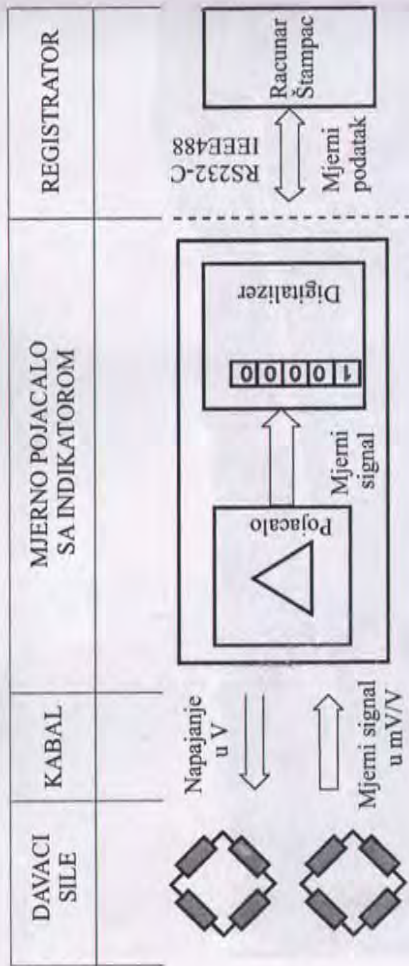 DAVACI
SILE
KABAL
MJERNO POJACALO
SA INDIKATOROM
REGISTRATOR
Napajanje
u V
Mjerni signal
u mV/V
Pojacalo
Mjerni
signal
1 0 0 0 0
Digitalizer
RS232-C
IEEE488
Mjerni
podatak
Racunar
Štampac